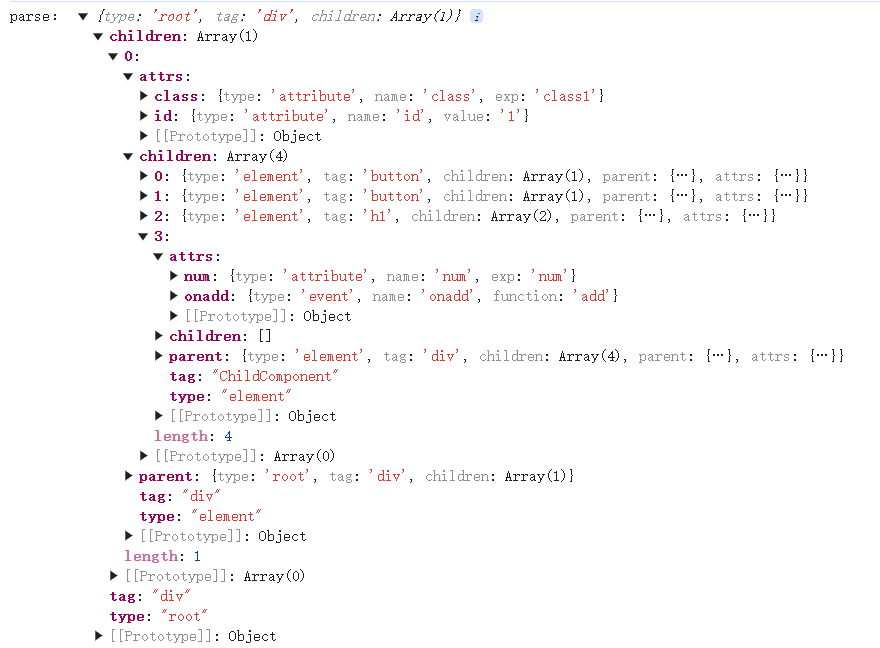 parse: ▼ {type: 'root', tag: 'div', children: Array(1)} i
▼ children: Array(1)
▼ 0:
▼ attrs:
▶ class: {type: 'attribute', name: 'class', exp: 'class1'}
▶ id: {type: 'attribute', name: 'id', value: '1'}
▶ [[Prototype]]: Object
▼ children: Array(4)
▶ 0: {type: 'element', tag: 'button', children: Array(1), parent: {…}, attrs: {…}}
▶ 1: {type: 'element', tag: 'button', children: Array(1), parent: {…}, attrs: {…}}
▶ 2: {type: 'element', tag: 'h1', children: Array(2), parent: {…}, attrs: {…}}
▼ 3:
▼ attrs:
▶ num: {type: 'attribute', name: 'num', exp: 'num'}
▶ onadd: {type: 'event', name: 'onadd', function: 'add'}
▶ [[Prototype]]: Object
▶ children: []
▶ parent: {type: 'element', tag: 'div', children: Array(4), parent: {…}, attrs: {…}}
tag: "ChildComponent"
type: "element"
▶ [[Prototype]]: Object
length: 4
▶ [[Prototype]]: Array(0)
▶ parent: {type: 'root', tag: 'div', children: Array(1)}
tag: "div"
type: "element"
▶ [[Prototype]]: Object
length: 1
▶ [[Prototype]]: Array(0)
tag: "div"
type: "root"
▶ [[Prototype]]: Object